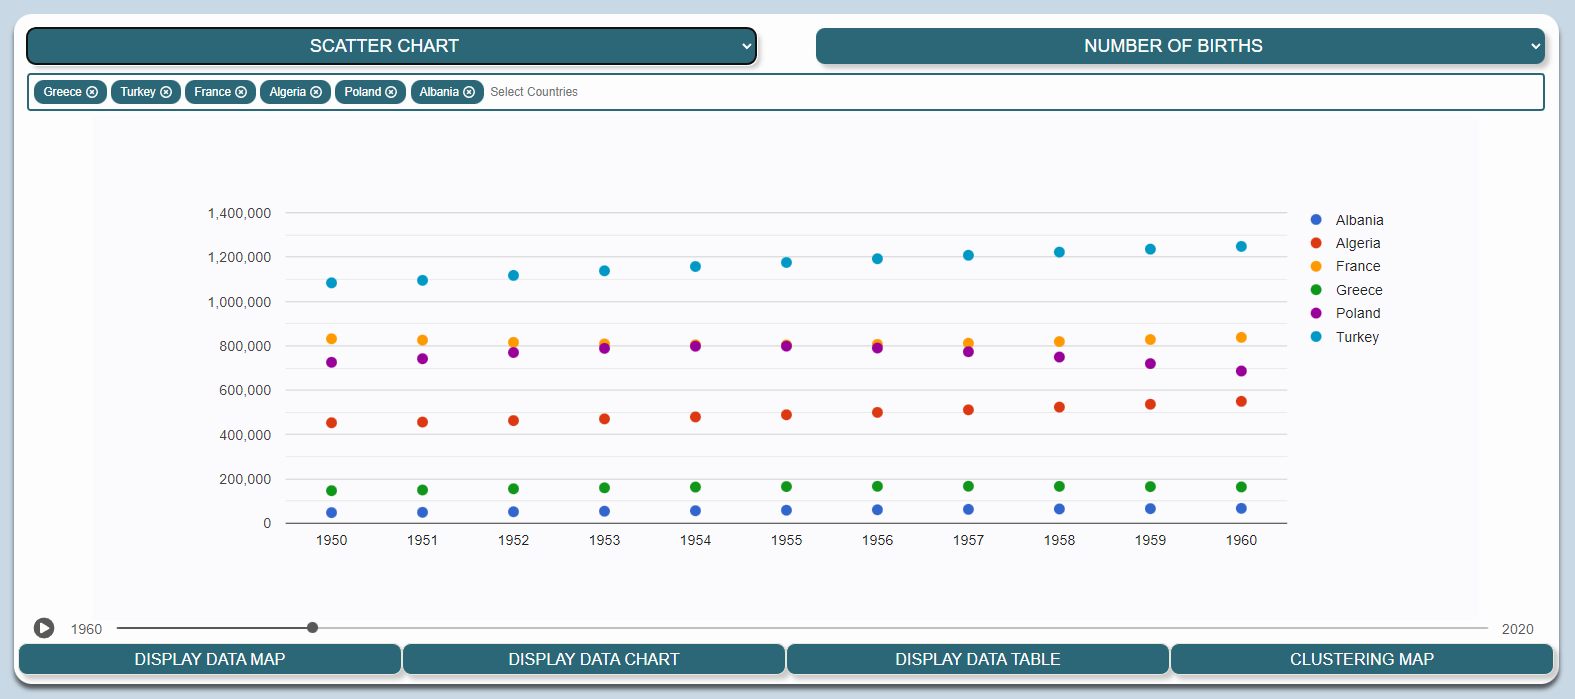 SCATTER CHART
NUMBER OF BIRTHS
Greece Turkey France Algeria Poland Albania Select Countries
1,400,000
1,200,000
1,000,000
800,000
600,000
400,000
200,000
0
1950 1951 1952 1953 1954 1955 1956 1957 1958 1959 1960
Albania
Algeria
France
Greece
Poland
Turkey
1960 2020
DISPLAY DATA MAP
DISPLAY DATA CHART
DISPLAY DATA TABLE
CLUSTERING MAP